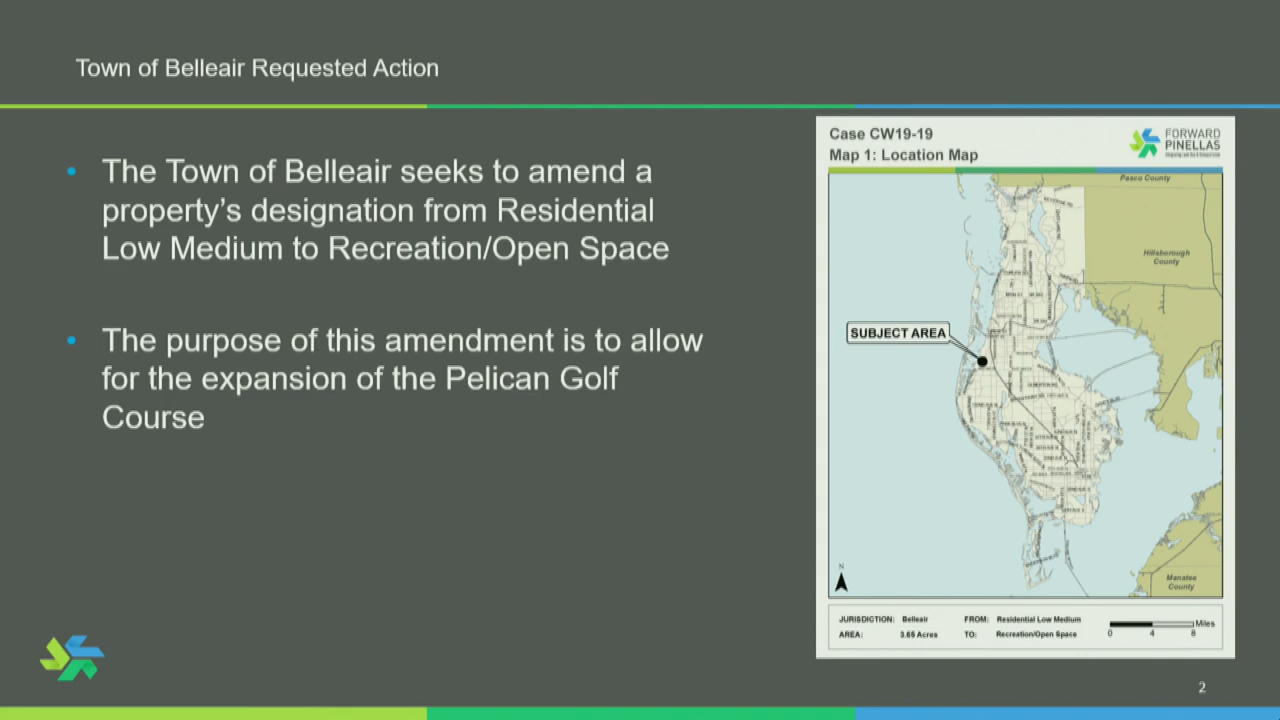 Town of Belleair Requested Action
• The Town of Belleair seeks to amend a
property's designation from Residential
Low Medium to Recreation/Open Space
• The purpose of this amendment is to allow
for the expansion of the Pelican Golf
Course
Case CW19-19
Map 1: Location Map
FORWARD
PINELLAS
Pasco County
Hillsborough
County
SUBJECT AREA
N
Manatee
County
JURISDICTION: Belleair FROM: Residential Low Medium
AREA: 3.65 Acres TO: Recreation/Open Space
Miles
0 4 8
2